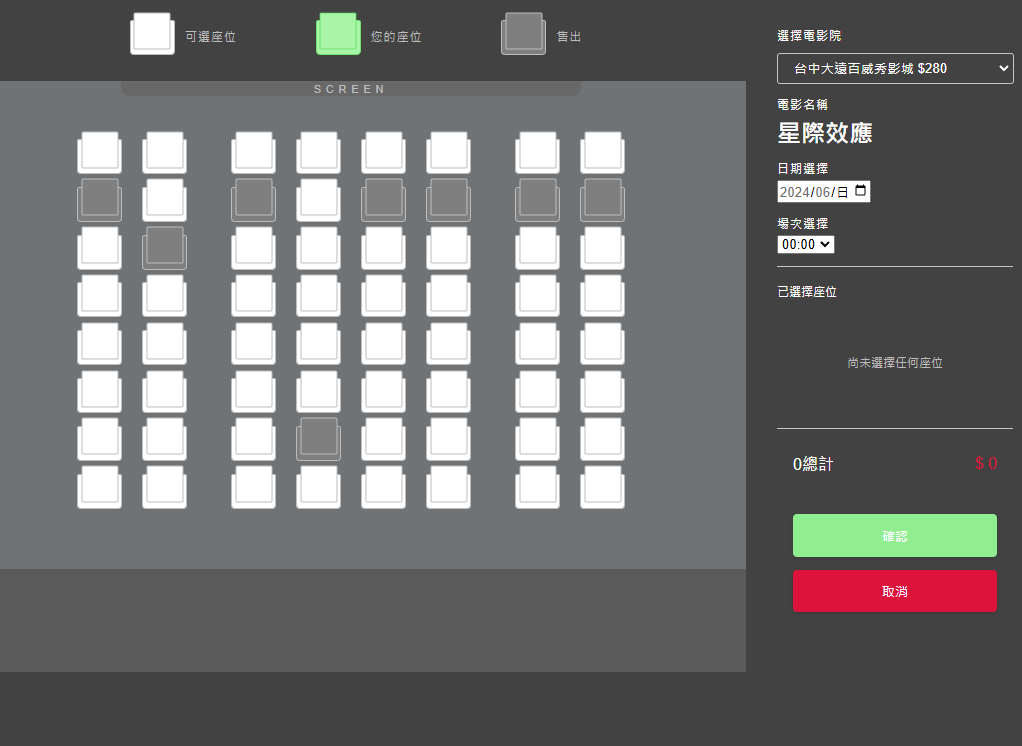 可選座位
您的座位
售出
SCREEN
選擇電影院
台中大遠百威秀影城 $280
電影名稱
星際效應
日期選擇
2024/06/日
場次選擇
00:00
已選擇座位
尚未選擇任何座位
0總計
$ 0
確認
取消